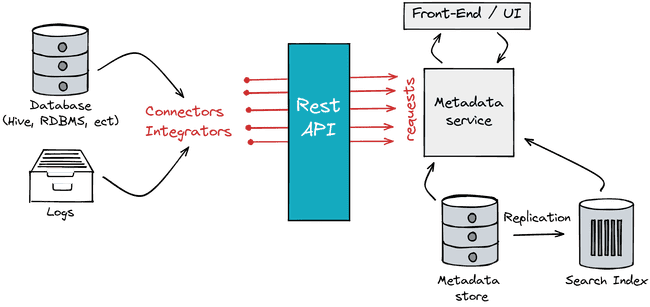 Front-End / UI
Database
(Hive, RDBMS, ect)
Connectors
Integrators
Rest
API
requests
Metadata
service
Logs
Replication
Metadata
store
Search Index